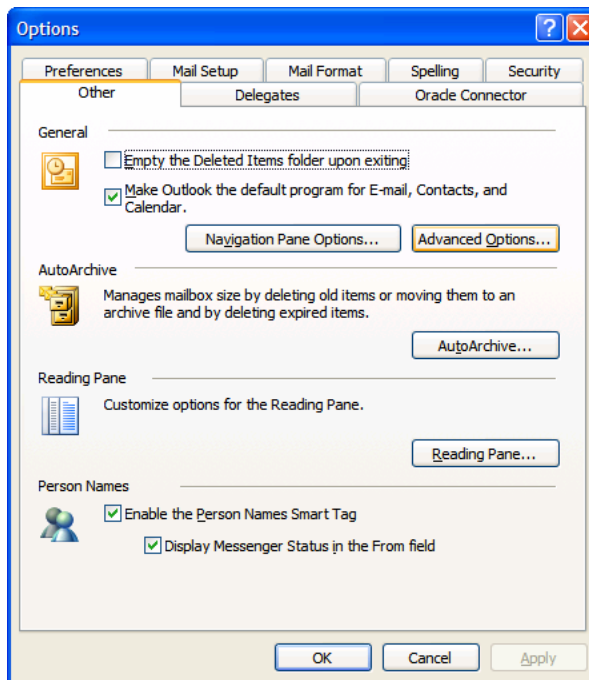 Options
Preferences
Mail Setup
Mail Format
Spelling
Security
Other
Delegates
Oracle Connector
General
Empty the Deleted Items folder upon exiting
Make Outlook the default program for E-mail, Contacts, and
Calendar.
Navigation Pane Options...
Advanced Options...
AutoArchive
Manages mailbox size by deleting old items or moving them to an
archive file and by deleting expired items.
AutoArchive...
Reading Pane
Customize options for the Reading Pane.
Reading Pane...
Person Names
Enable the Person Names Smart Tag
Display Messenger Status in the From field
OK
Cancel
Apply